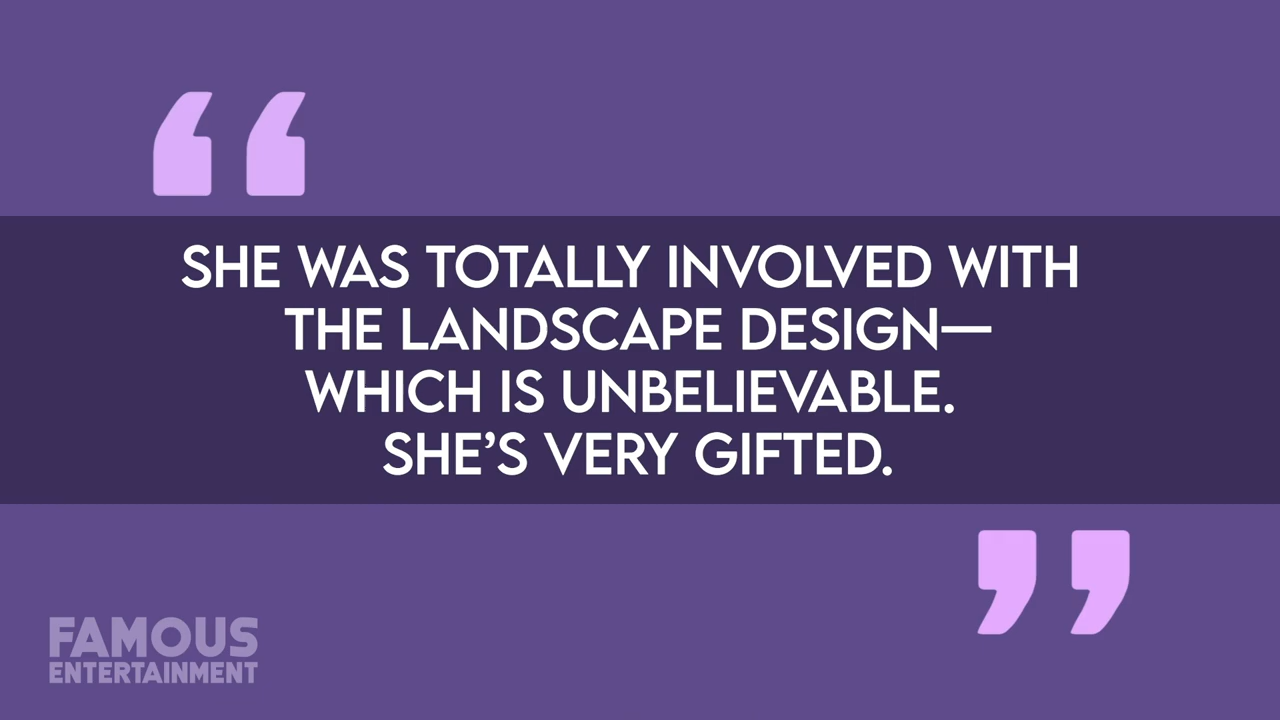 “
SHE WAS TOTALLY INVOLVED WITH
THE LANDSCAPE DESIGN—
WHICH IS UNBELIEVABLE.
SHE’S VERY GIFTED.
”
FAMOUS
ENTERTAINMENT